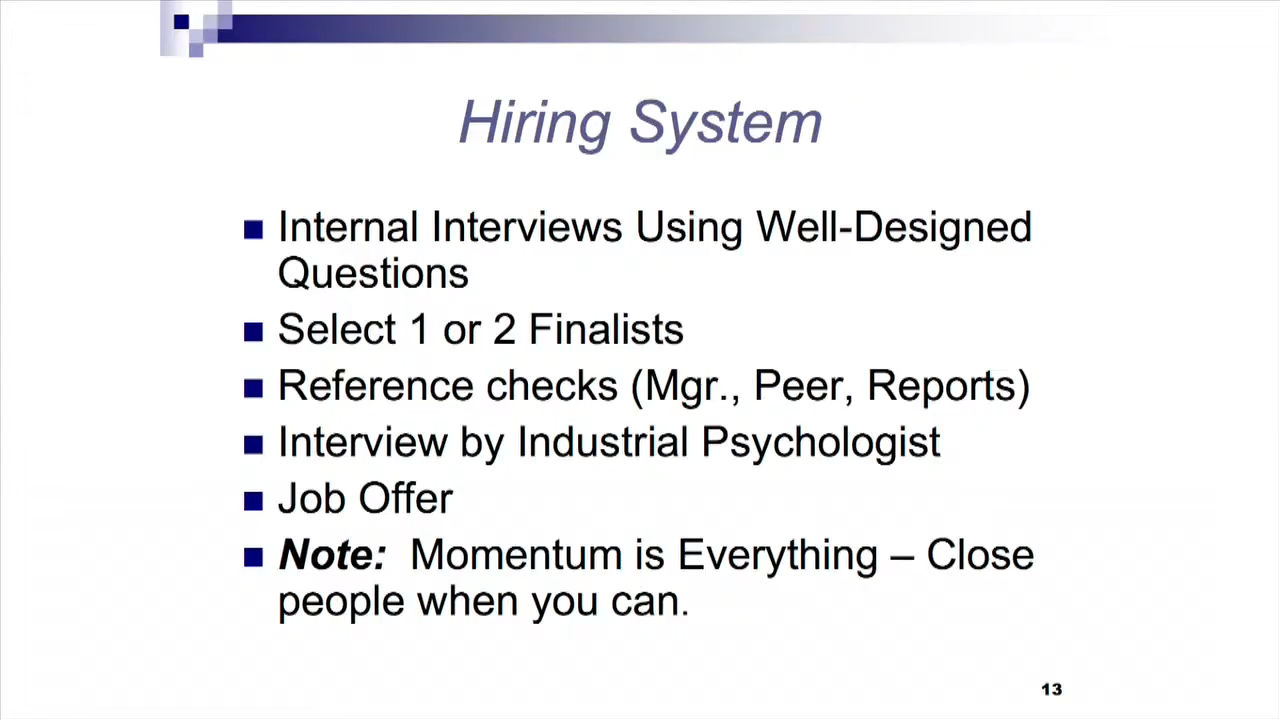 Hiring System
Internal Interviews Using Well-Designed
Questions
Select 1 or 2 Finalists
Reference checks (Mgr., Peer, Reports)
Interview by Industrial Psychologist
Job Offer
Note: Momentum is Everything – Close
people when you can.
13